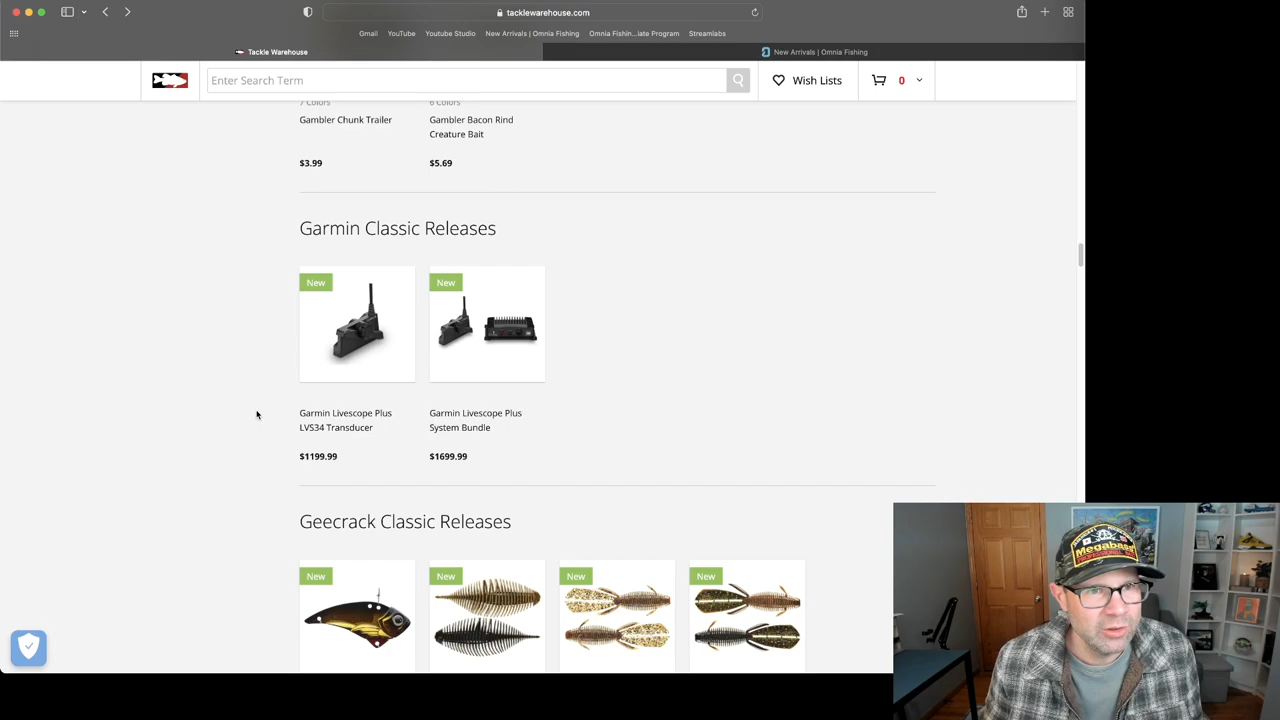 tacklewarehouse.com
Gmail YouTube Youtube Studio New Arrivals | Omnia Fishing Omnia Fishin...iate Program Streamlabs
Tackle Warehouse New Arrivals | Omnia Fishing
Enter Search Term Wish Lists 0
7 Colors 6 Colors
Gambler Chunk Trailer
Gambler Bacon Rind
Creature Bait
$3.99 $5.69
Garmin Classic Releases
New New
Garmin Livescope Plus
LVS34 Transducer
Garmin Livescope Plus
System Bundle
$1199.99 $1699.99
Geecrack Classic Releases
New New New New
Megabass